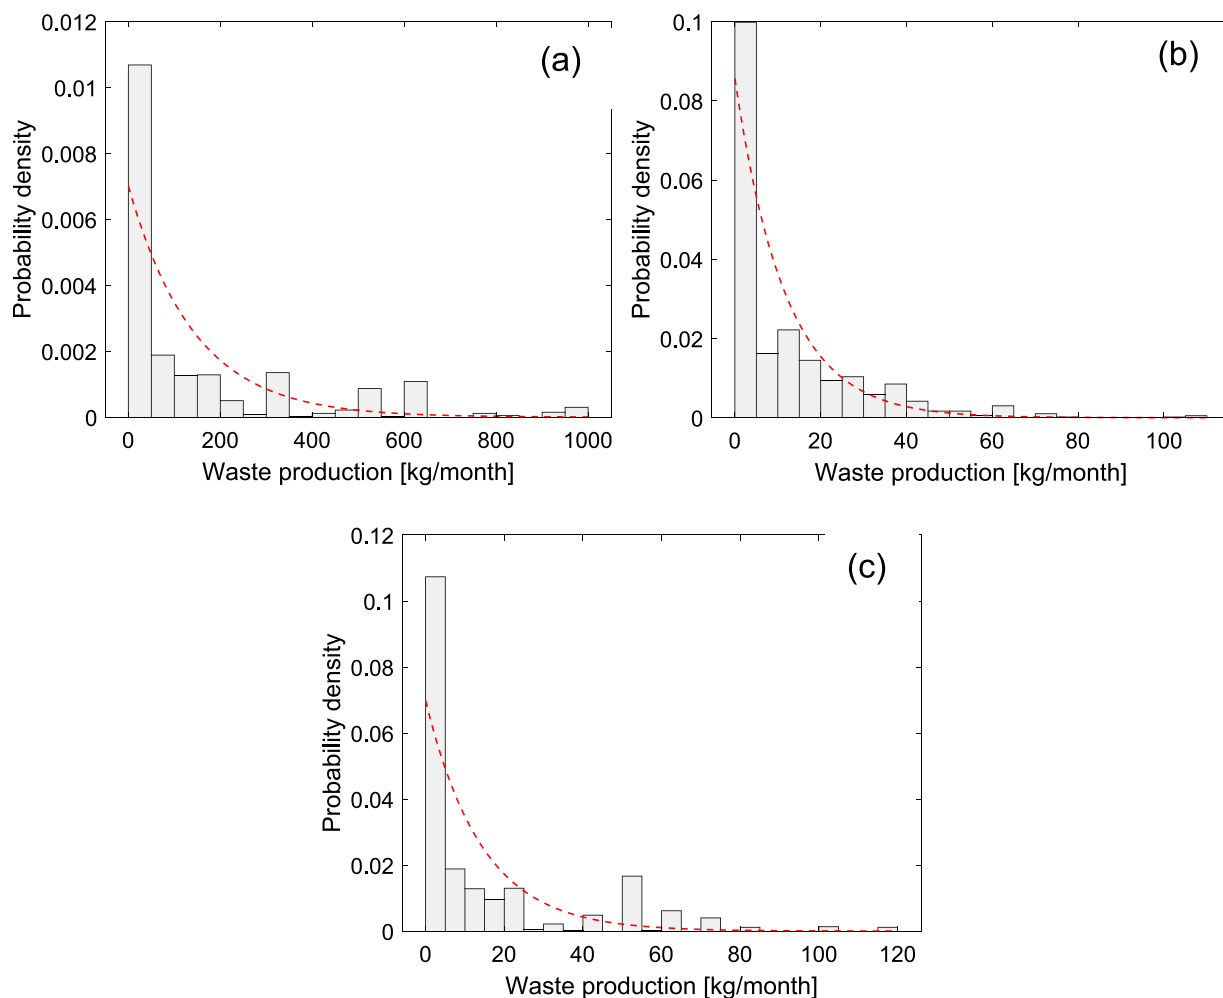 0.012
0.01
0.008
0.006
0.004
0.002
0
Probability density
0 200 400 600 800 1000
Waste production [kg/month]
(a)
0.1
0.08
0.06
0.04
0.02
0
Probability density
0 20 40 60 80 100
Waste production [kg/month]
(b)
0.12
0.1
0.08
0.06
0.04
0.02
0
Probability density
0 20 40 60 80 100 120
Waste production [kg/month]
(c)